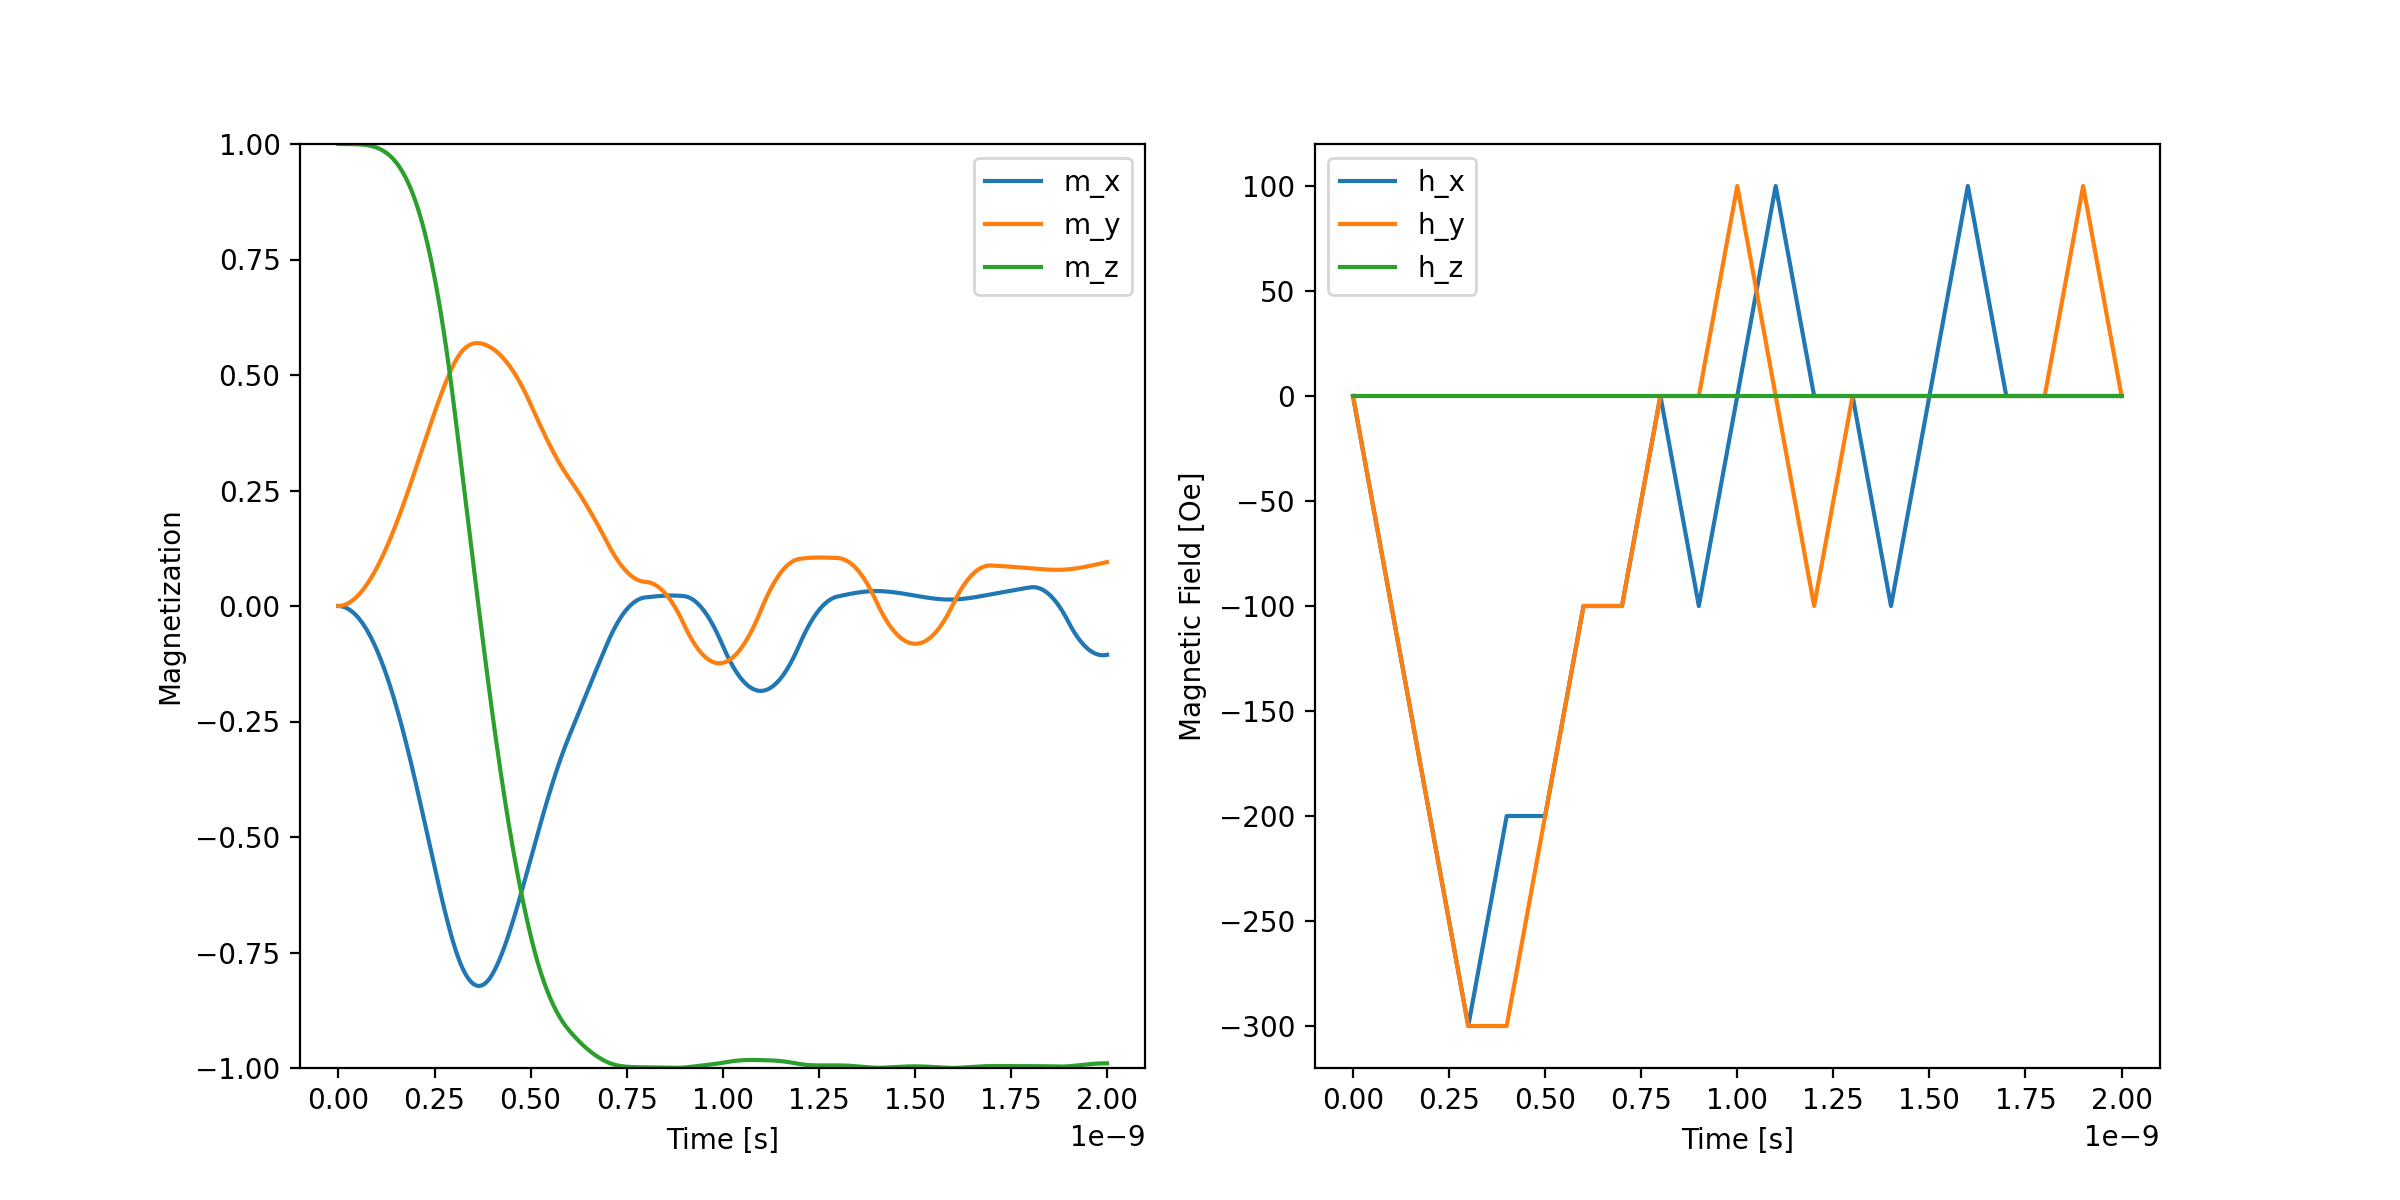 1.00
0.75
0.50
0.25
0.00
−0.25
−0.50
−0.75
−1.00
Magnetization
m_x
m_y
m_z
0.00 0.25 0.50 0.75 1.00 1.25 1.50 1.75 2.00
Time [s]
1e−9
100
50
0
−50
−100
−150
−200
−250
−300
Magnetic Field [Oe]
h_x
h_y
h_z
0.00 0.25 0.50 0.75 1.00 1.25 1.50 1.75 2.00
Time [s]
1e−9